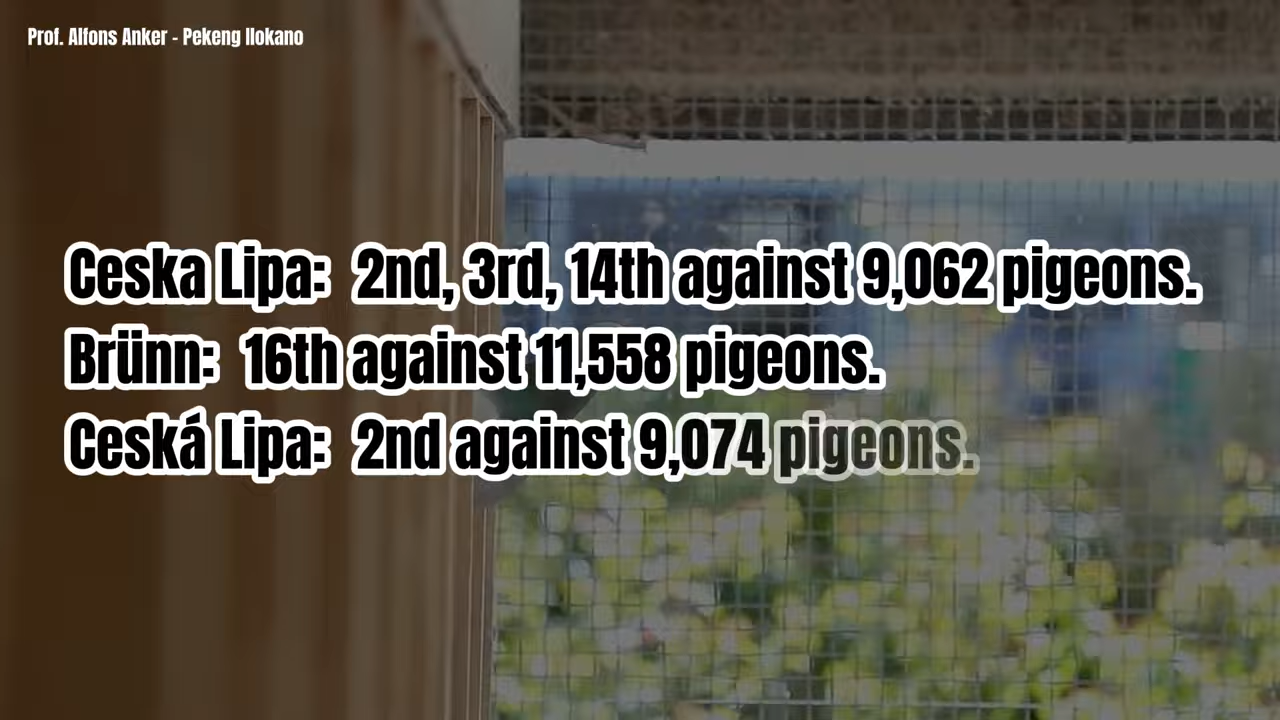 Prof. Alfons Anker - Pekeng Ilokano
Ceska Lipa: 2nd, 3rd, 14th against 9,062 pigeons.
Brünn: 16th against 11,558 pigeons.
Ceská Lipa: 2nd against 9,074 pigeons.